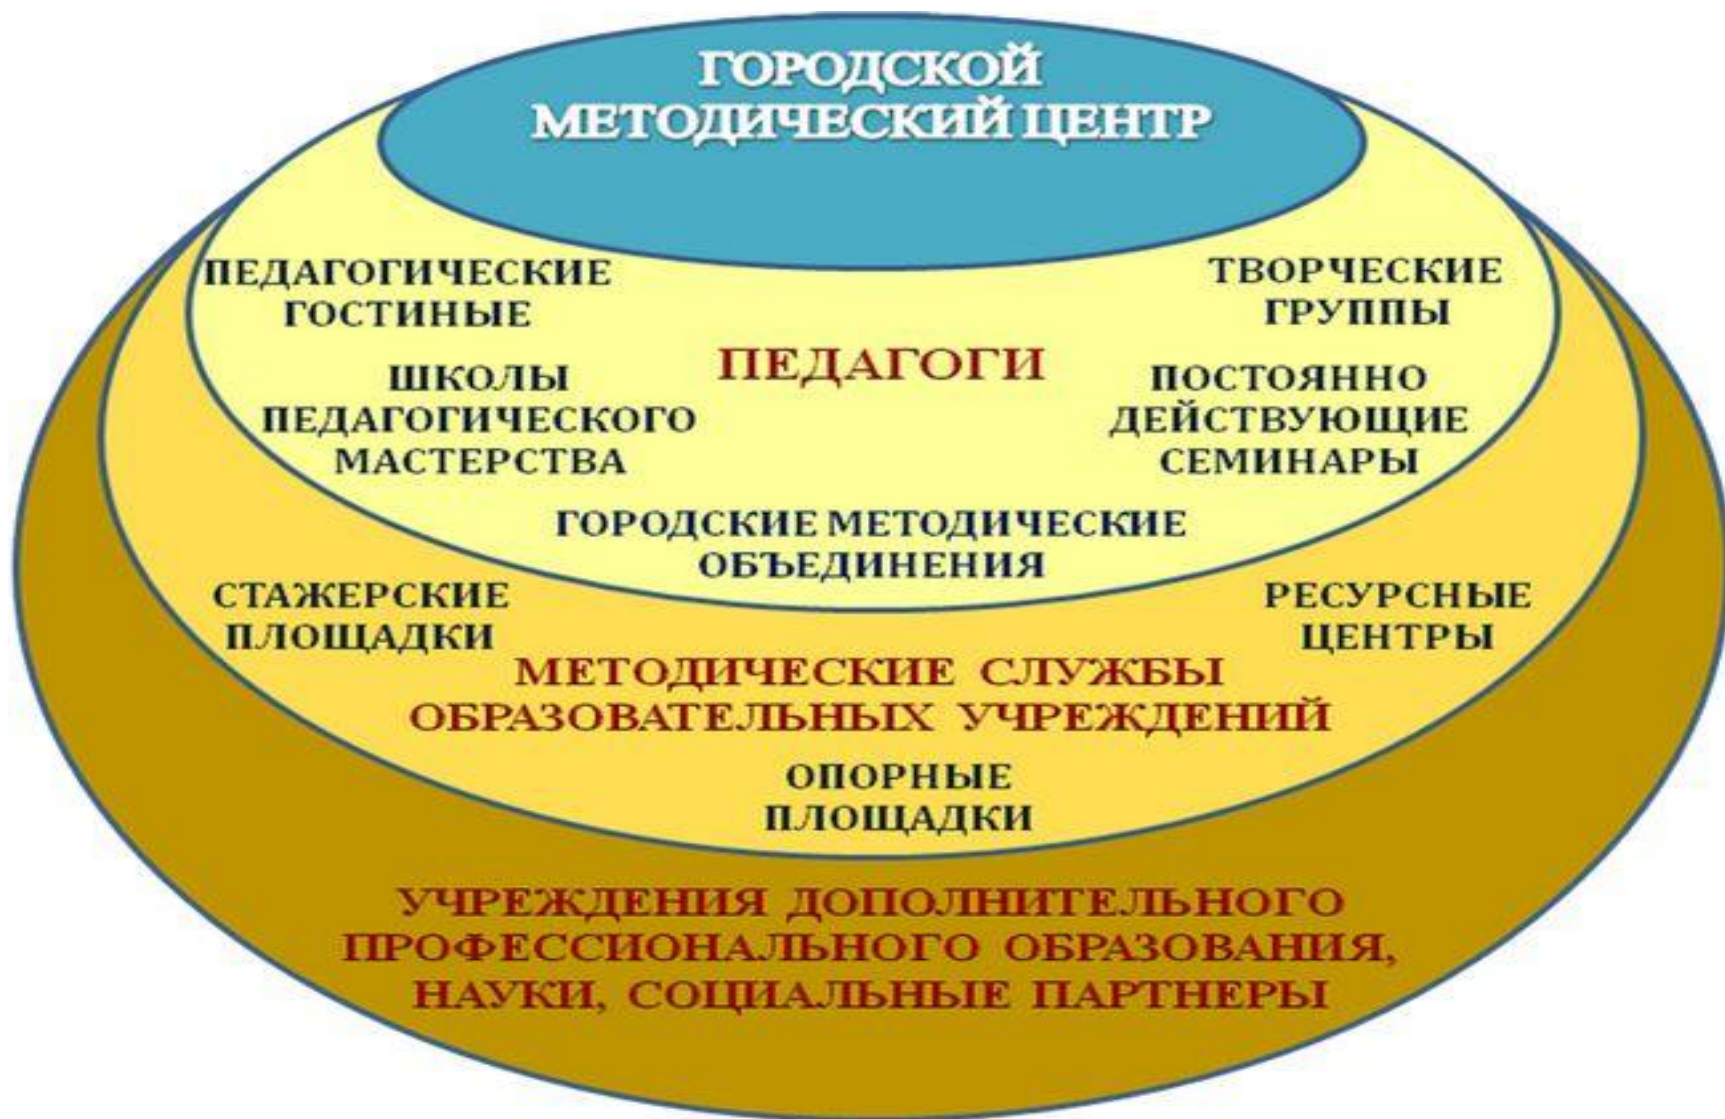 ГОРОДСКОЙ
МЕТОДИЧЕСКИЙ ЦЕНТР
ПЕДАГОГИЧЕСКИЕ
ГОСТИНЫЕ
ТВОРЧЕСКИЕ
ГРУППЫ
ПЕДАГОГИ
ШКОЛЫ
ПЕДАГОГИЧЕСКОГО
МАСТЕРСТВА
ПОСТОЯННО
ДЕЙСТВУЮЩИЕ
СЕМИНАРЫ
ГОРОДСКИЕ МЕТОДИЧЕСКИЕ
ОБЪЕДИНЕНИЯ
СТАЖЕРСКИЕ
ПЛОЩАДКИ
РЕСУРСНЫЕ
ЦЕНТРЫ
МЕТОДИЧЕСКИЕ СЛУЖБЫ
ОБРАЗОВАТЕЛЬНЫХ УЧРЕЖДЕНИЙ
ОПОРНЫЕ
ПЛОЩАДКИ
УЧРЕЖДЕНИЯ ДОПОЛНИТЕЛЬНОГО
ПРОФЕССИОНАЛЬНОГО ОБРАЗОВАНИЯ,
НАУКИ, СОЦИАЛЬНЫЕ ПАРТНЕРЫ